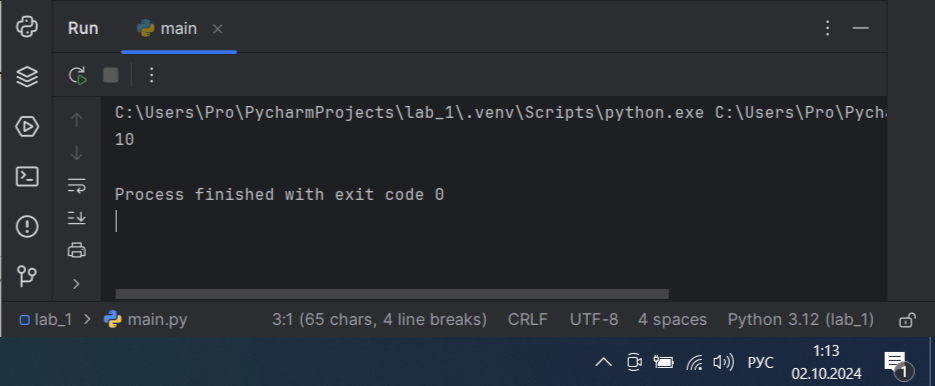 Run main
C:\Users\Pro\PycharmProjects\lab_1\.venv\Scripts\python.exe C:\Users\Pro\Pych
10
Process finished with exit code 0
lab_1 > main.py 3:1 (65 chars, 4 line breaks) CRLF UTF-8 4 spaces Python 3.12 (lab_1)
РУС 1:13
02.10.2024 1